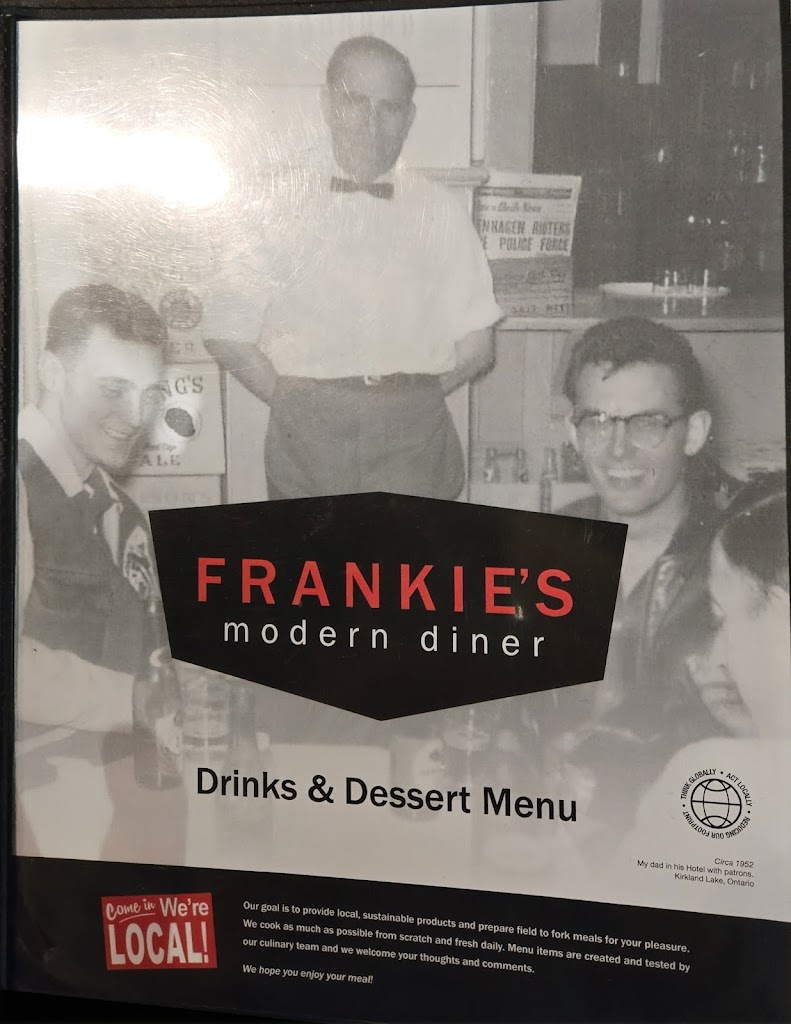 NHAGEN RIOTERS
E POLICE FORCE
G'S
ALE
FRANKIE'S
modern diner
Drinks & Dessert Menu
THINK GLOBALLY • ACT LOCALLY • REDUCING OUR FOOTPRINT •
Circa 1952
My dad in his Hotel with patrons.
Kirkland Lake, Ontario
Come in We're
LOCAL!
Our goal is to provide local, sustainable products and prepare field to fork meals for your pleasure.
We cook as much as possible from scratch and fresh daily. Menu items are created and tested by
our culinary team and we welcome your thoughts and comments.
We hope you enjoy your meal!